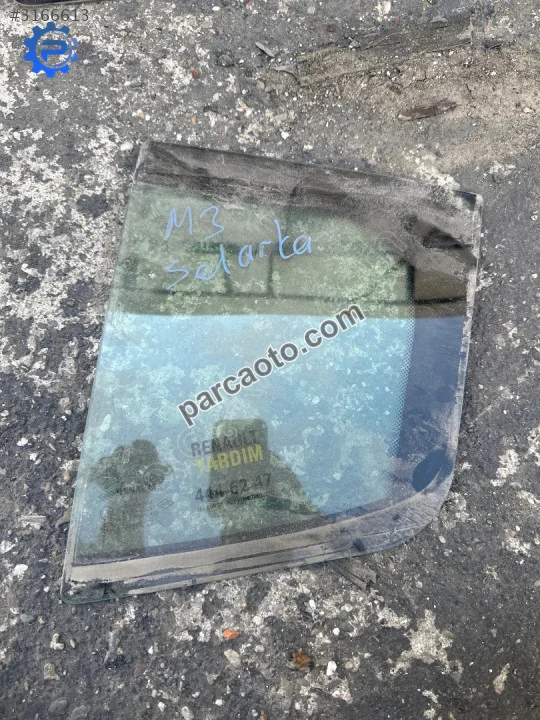 #3166613
M3
Sol arka
parcaoto.com
RENAULT
YARDIM
444 62 47